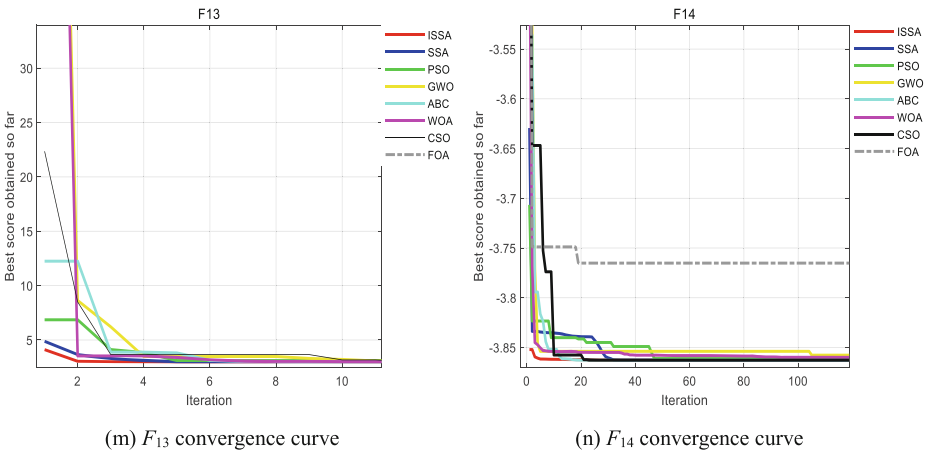 F13
Best score obtained so far
30
25
20
15
10
5
2
4
6
8
10
Iteration
ISSA
SSA
PSO
GWO
ABC
WOA
CSO
FOA
(m) F13 convergence curve
F14
Best score obtained so far
-3.55
-3.6
-3.65
-3.7
-3.75
-3.8
-3.85
0
20
40
60
80
100
Iteration
ISSA
SSA
PSO
GWO
ABC
WOA
CSO
FOA
(n) F14 convergence curve